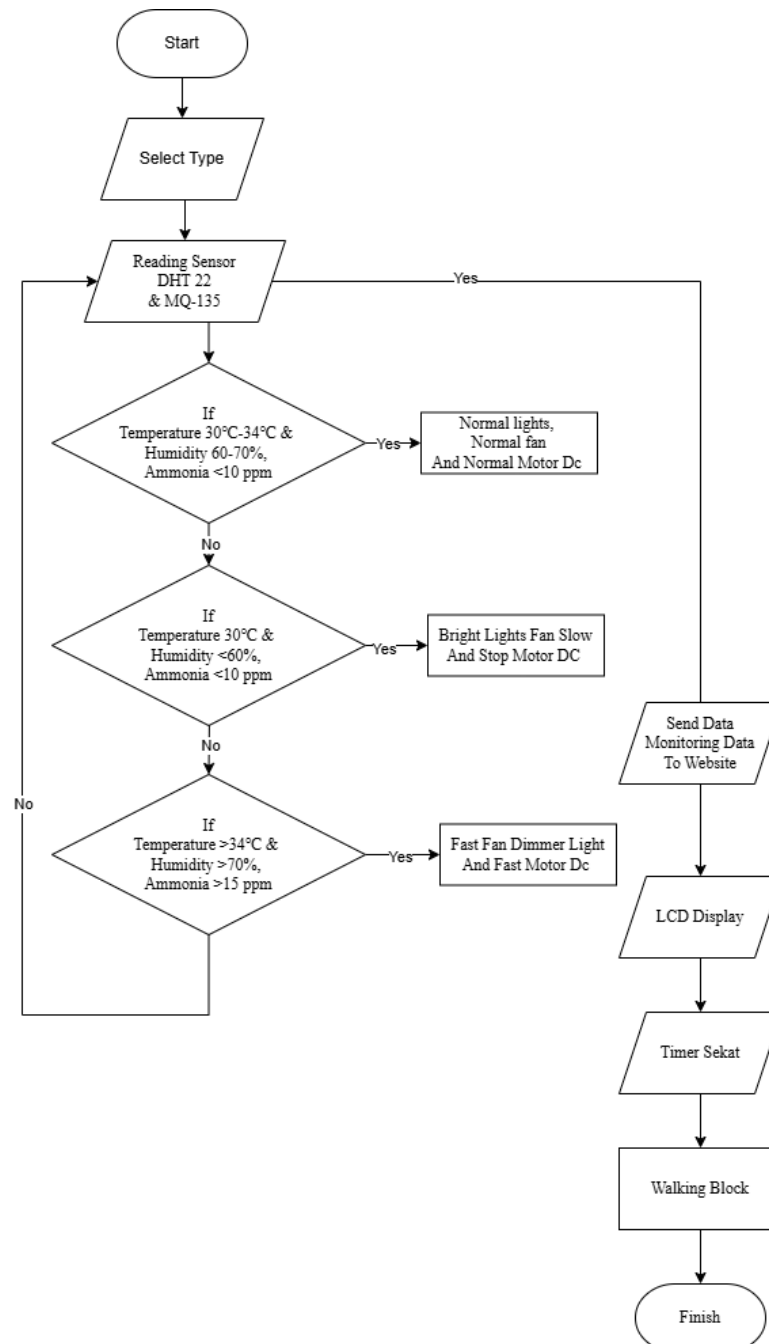 Start
Select Type
Reading Sensor
DHT 22
& MQ-135
Yes
If
Temperature 30℃-34℃ &
Humidity 60-70%,
Ammonia <10 ppm
Yes
Normal lights,
Normal fan
And Normal Motor Dc
No
If
Temperature 30℃ &
Humidity <60%,
Ammonia <10 ppm
Yes
Bright Lights Fan Slow
And Stop Motor DC
No
If
Temperature >34℃ &
Humidity >70%,
Ammonia >15 ppm
Yes
Fast Fan Dimmer Light
And Fast Motor Dc
No
Send Data
Monitoring Data
To Website
LCD Display
Timer Sekat
Walking Block
Finish